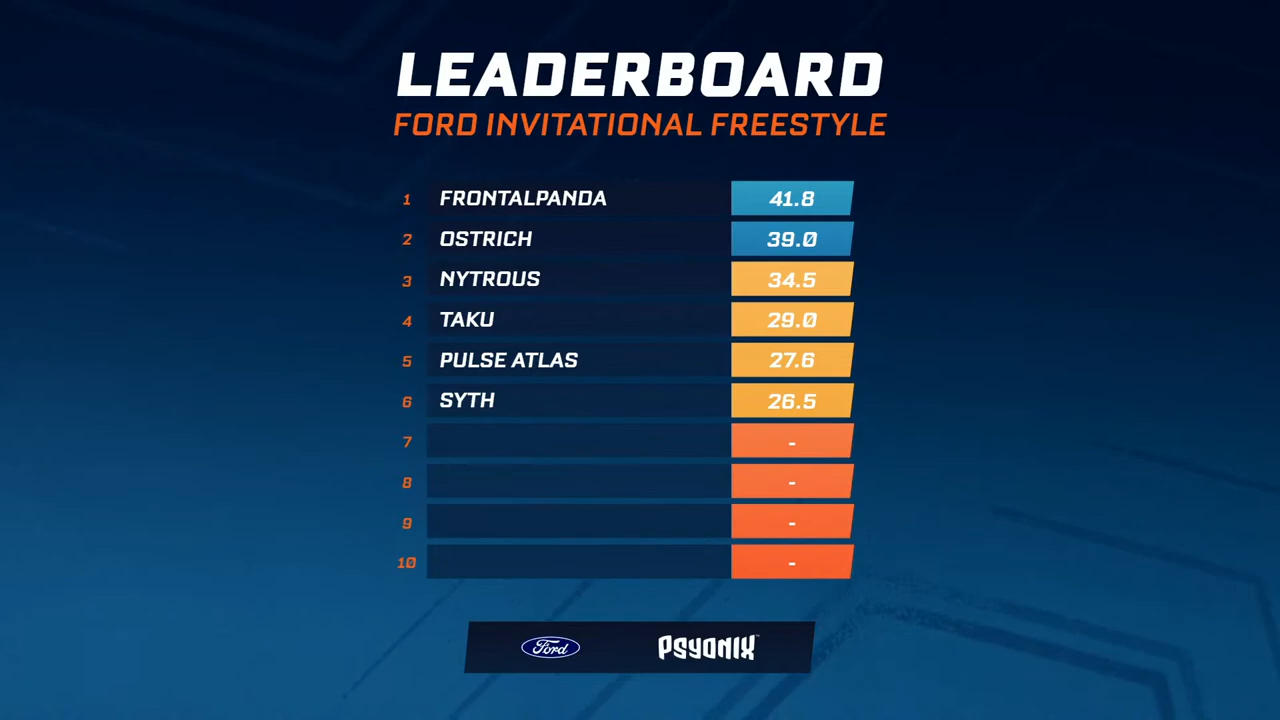 LEADERBOARD
FORD INVITATIONAL FREESTYLE
1 FRONTALPANDA 41.8
2 OSTRICH 39.0
3 NYTROUS 34.5
4 TAKU 29.0
5 PULSE ATLAS 27.6
6 SYTH 26.5
7 -
8 -
9 -
10 -
Ford PSYONIX™